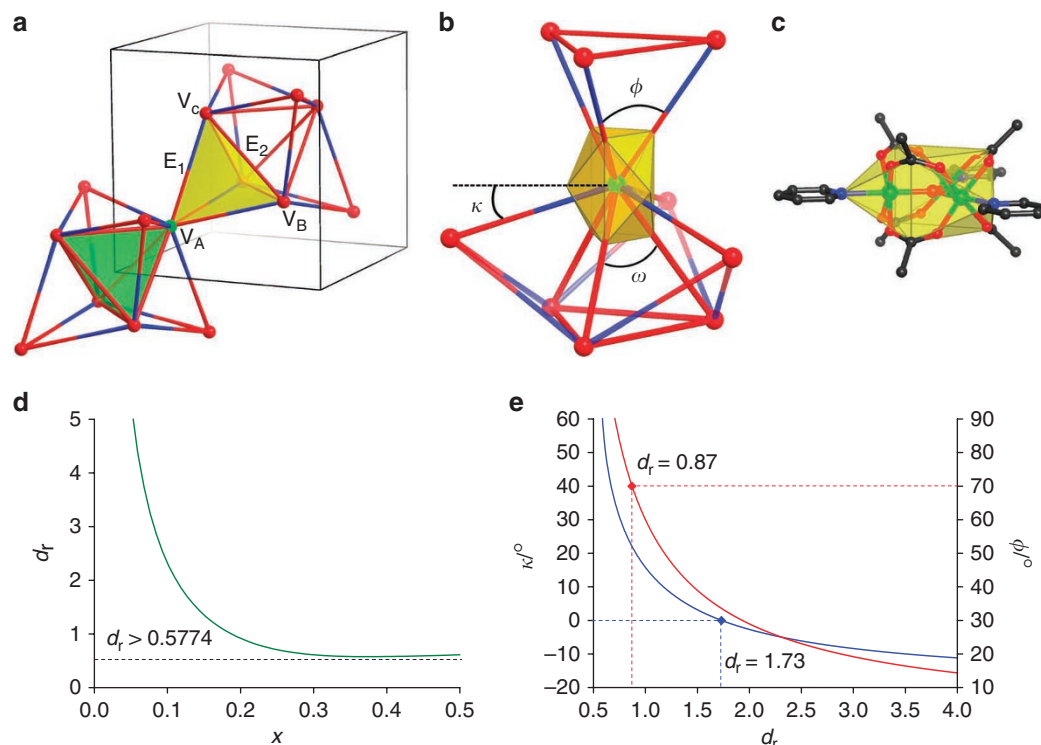 a
b
c
V_C
E_1
E_2
V_B
V_A
ϕ
κ
ω
d
e
d_r
5
4
3
2
1
0
d_r > 0.5774
0.0 0.1 0.2 0.3 0.4 0.5
x
κ/°
60
50
40
30
20
10
0
−10
−20
d_r = 0.87
d_r = 1.73
90
80
70
60
50
40
30
20
10
ϕ/°
0.5 1.0 1.5 2.0 2.5 3.0 3.5 4.0
d_r